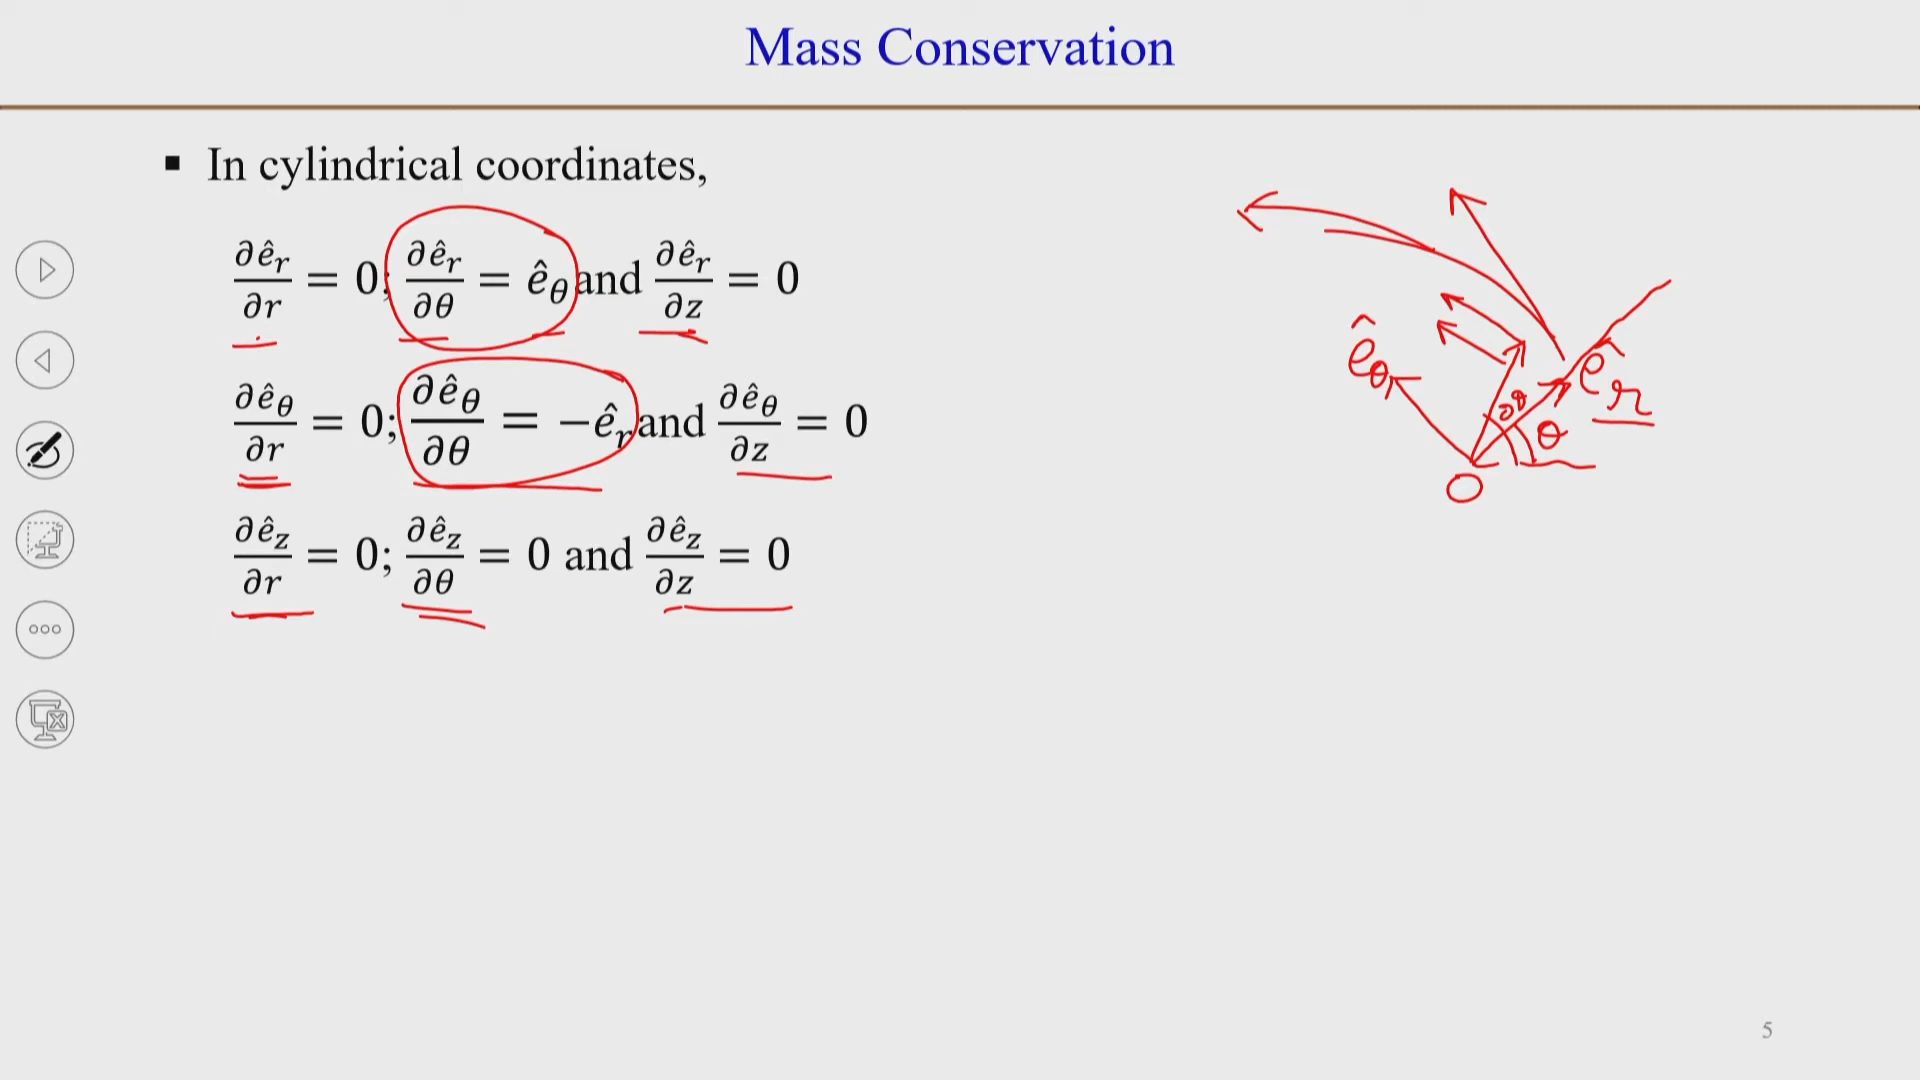 Mass Conservation
▪ In cylindrical coordinates,
∂ê_r/∂r = 0; ∂ê_r/∂θ = ê_θ and ∂ê_r/∂z = 0
∂ê_θ/∂r = 0; ∂ê_θ/∂θ = −ê_r and ∂ê_θ/∂z = 0
∂ê_z/∂r = 0; ∂ê_z/∂θ = 0 and ∂ê_z/∂z = 0
ê_θ
ê_r
∂θ
θ
O
5